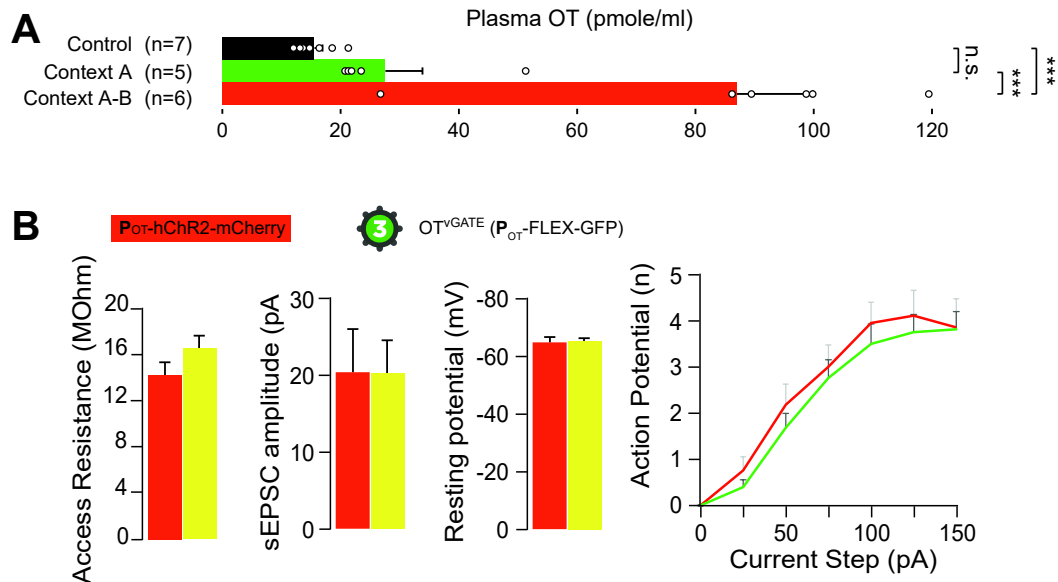 A
Plasma OT (pmole/ml)
Control (n=7)
Context A (n=5)
Context A-B (n=6)
0 20 40 60 80 100 120
n.s.
***
***
B
POT-hChR2-mCherry
3
OTvGATE (POT-FLEX-GFP)
Access Resistance (MOhm)
20
16
12
8
4
0
sEPSC amplitude (pA
30
20
10
0
Resting potential (mV)
-80
-60
-40
-20
0
Action Potential (n)
5
4
3
2
1
0
0 50 100 150
Current Step (pA)